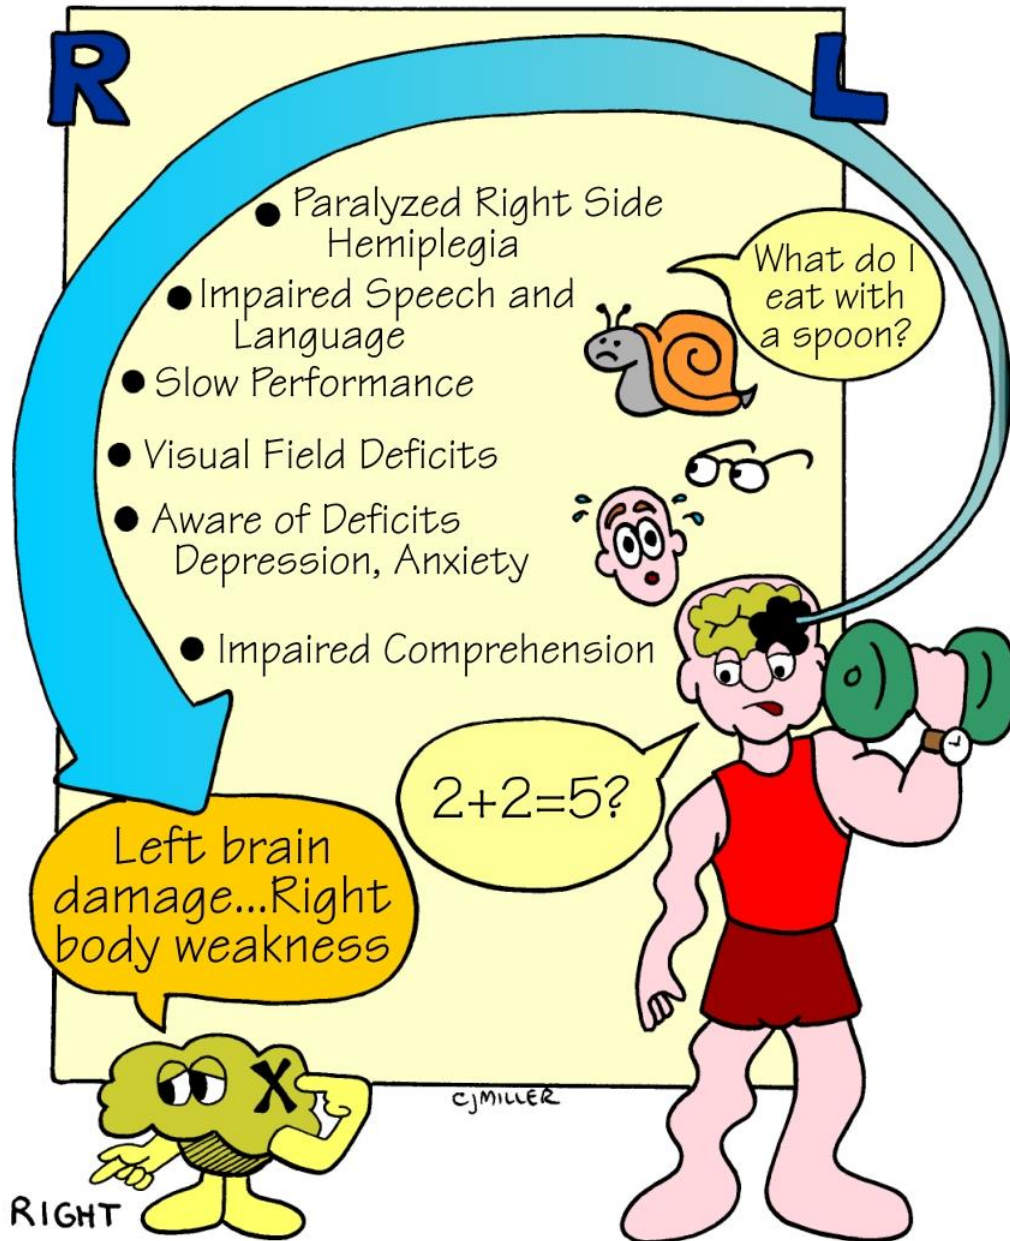 R
L
• Paralyzed Right Side
Hemiplegia
• Impaired Speech and
Language
• Slow Performance
• Visual Field Deficits
• Aware of Deficits
Depression, Anxiety
• Impaired Comprehension
What do I
eat with
a spoon?
2+2=5?
Left brain
damage...Right
body weakness
X
CJMILLER
RIGHT